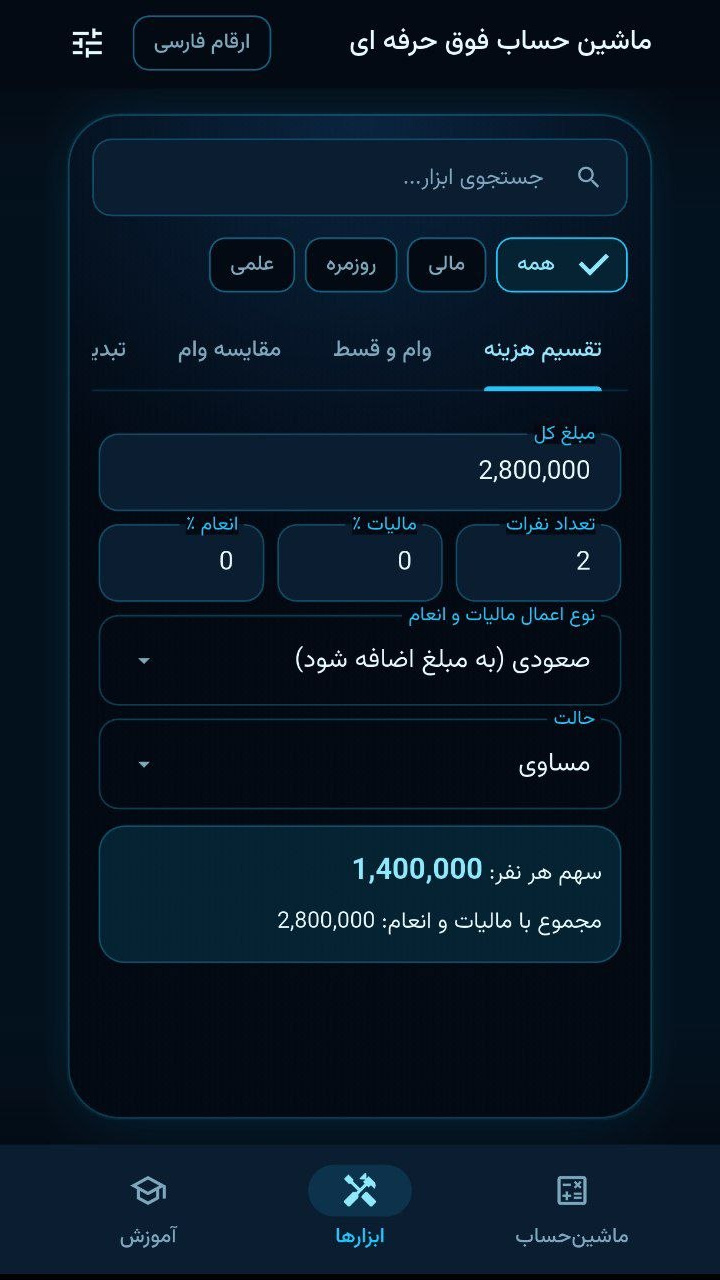 ماشین حساب فوق حرفه ای
ارقام فارسی
جستجوی ابزار...
همه
مالی
روزمره
علمی
تقسیم هزینه
وام و قسط
مقایسه وام
تبدی
مبلغ کل
2,800,000
تعداد نفرات
2
مالیات ٪
0
انعام ٪
0
نوع اعمال مالیات و انعام
صعودی (به مبلغ اضافه شود)
حالت
مساوی
سهم هر نفر: 1,400,000
مجموع با مالیات و انعام: 2,800,000
ماشین‌حساب
ابزارها
آموزش